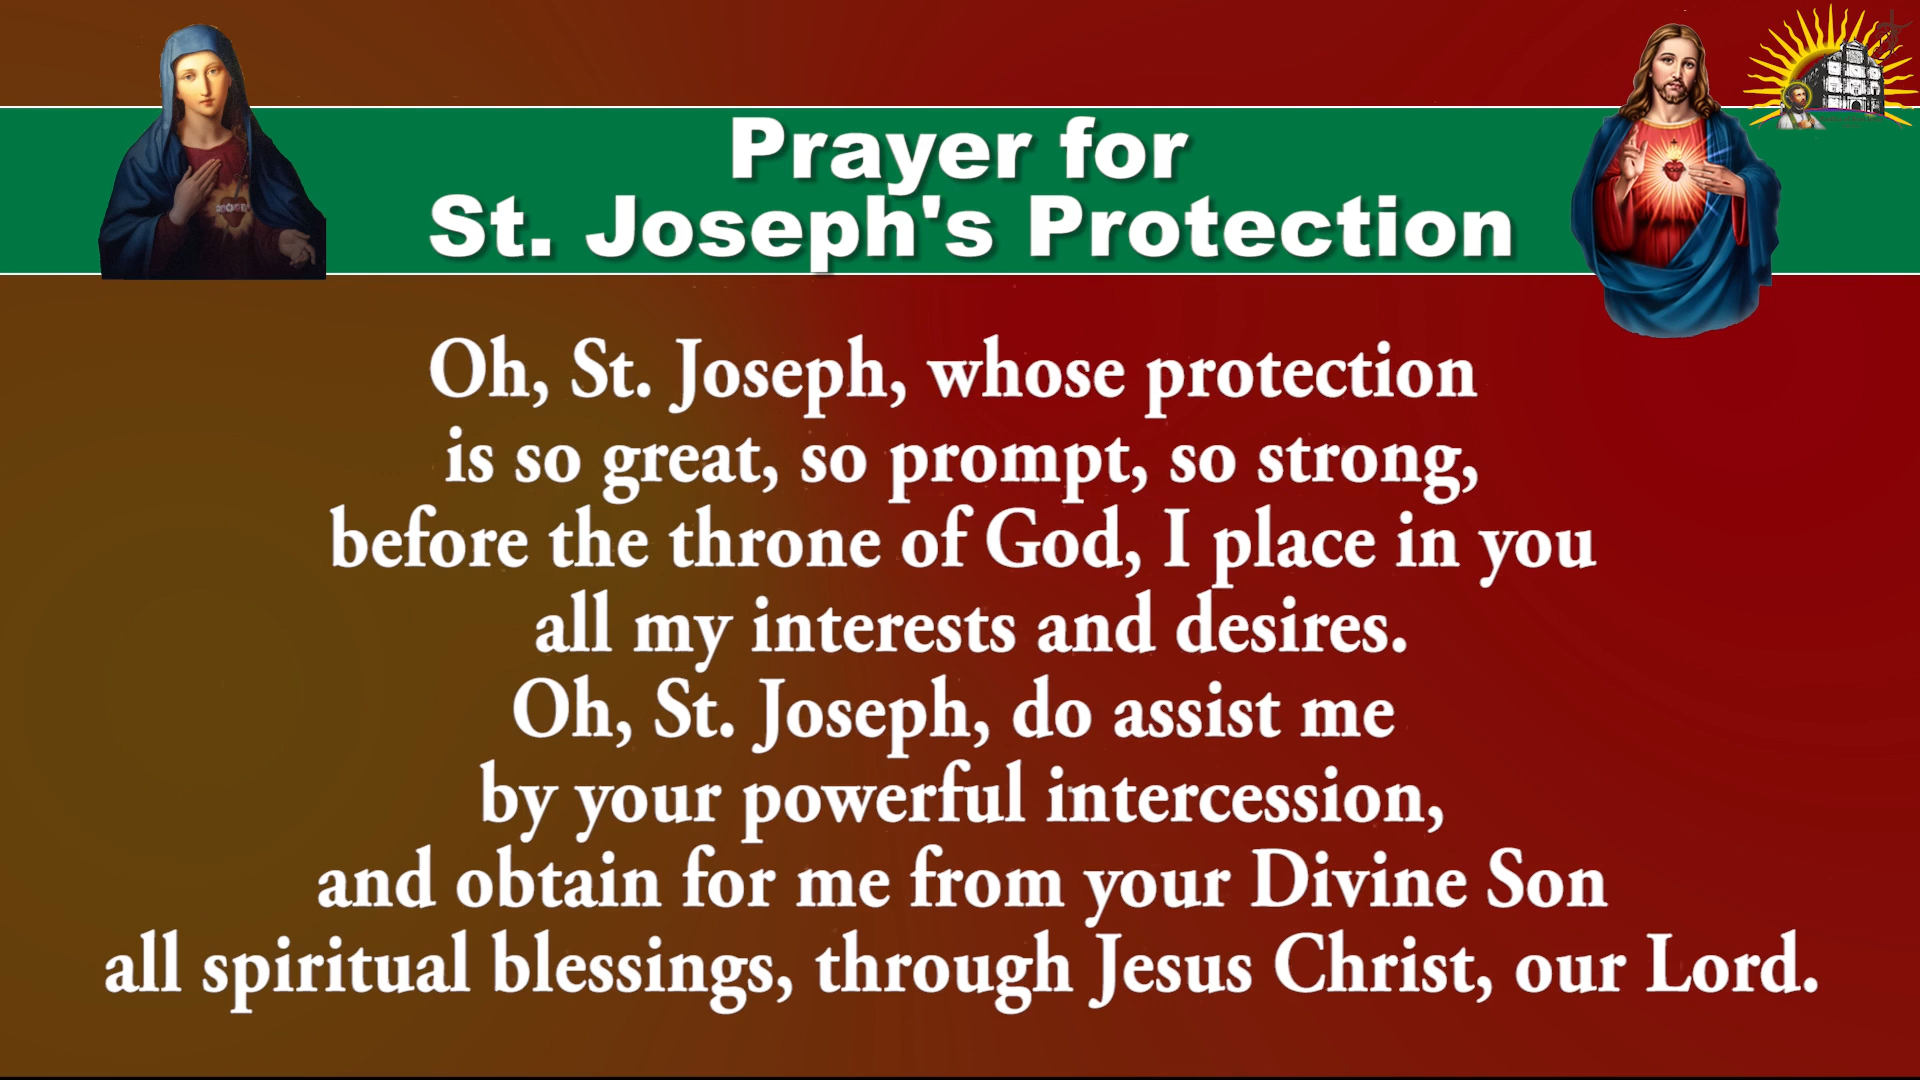 Prayer for
St. Joseph's Protection
Oh, St. Joseph, whose protection
is so great, so prompt, so strong,
before the throne of God, I place in you
all my interests and desires.
Oh, St. Joseph, do assist me
by your powerful intercession,
and obtain for me from your Divine Son
all spiritual blessings, through Jesus Christ, our Lord.